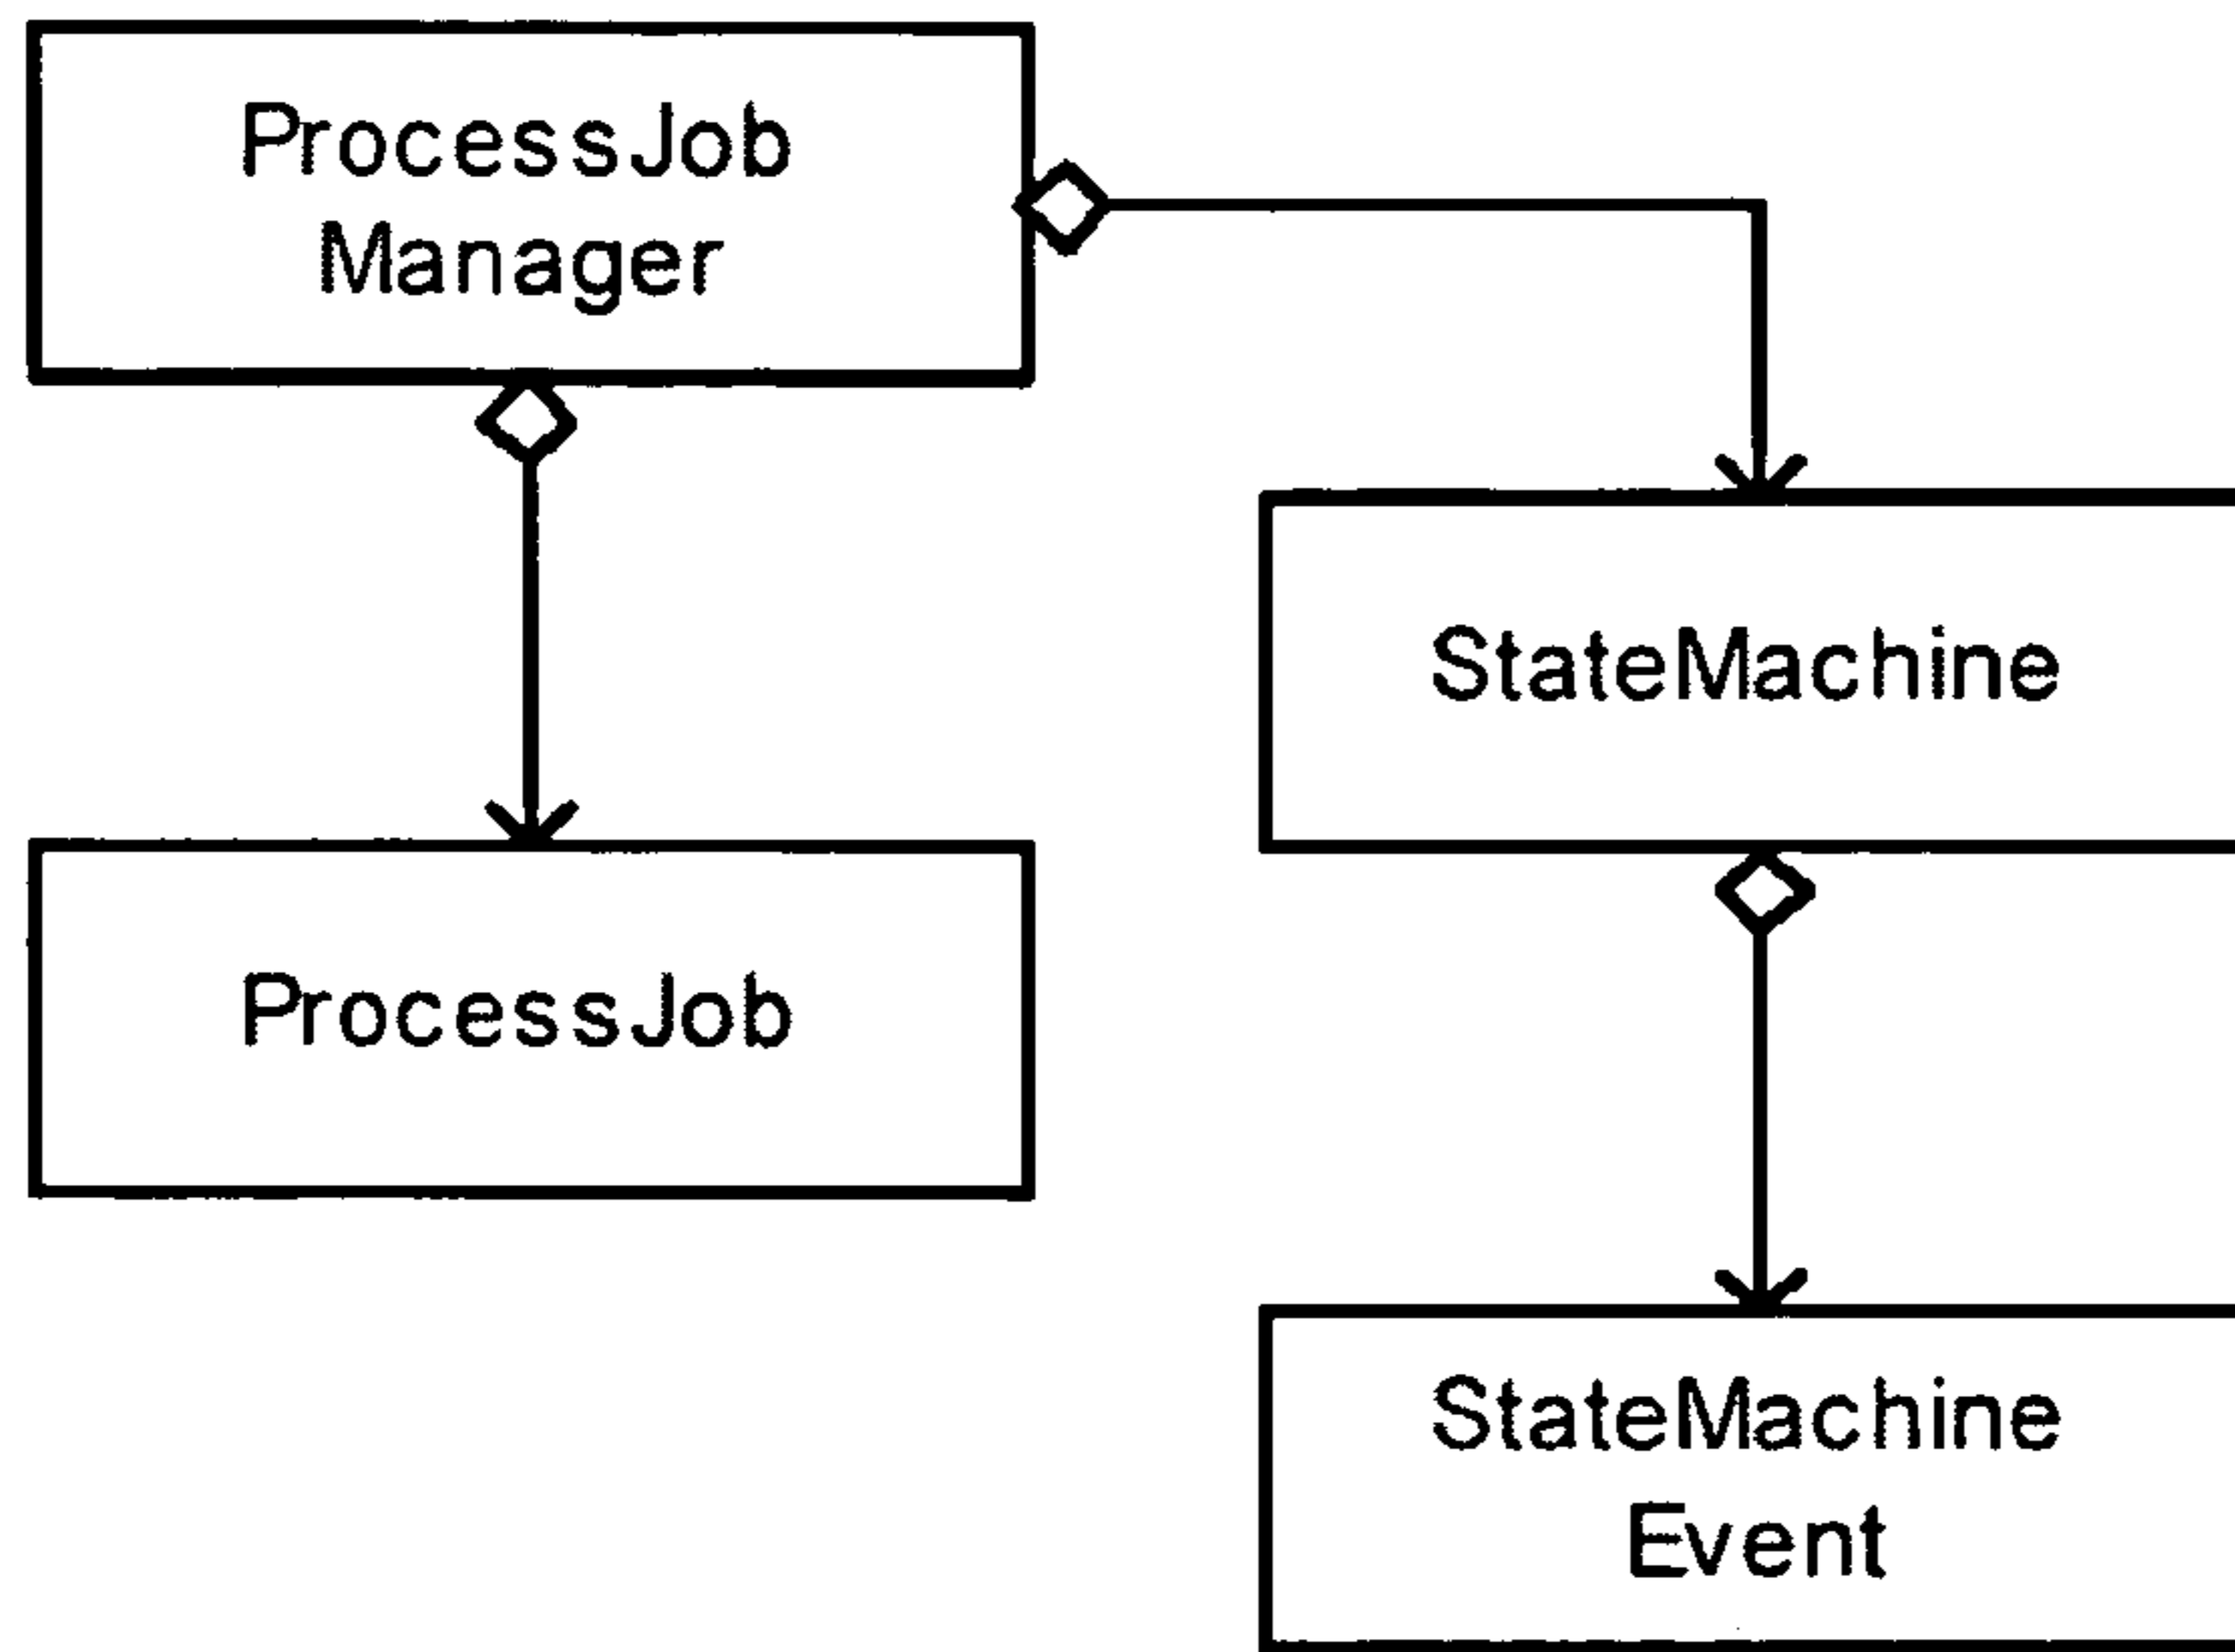 ProcessJob
Manager
StateMachine
ProcessJob
StateMachine
Event